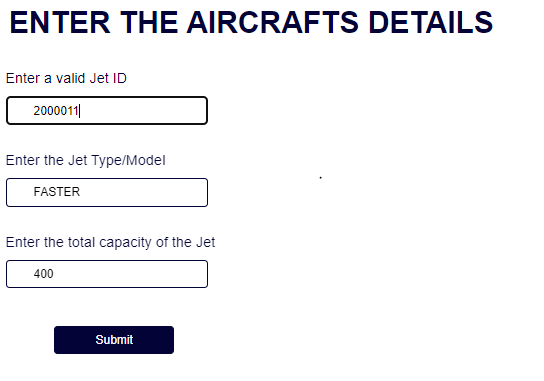 ENTER THE AIRCRAFTS DETAILS
Enter a valid Jet ID
2000011
Enter the Jet Type/Model
FASTER
Enter the total capacity of the Jet
400
Submit